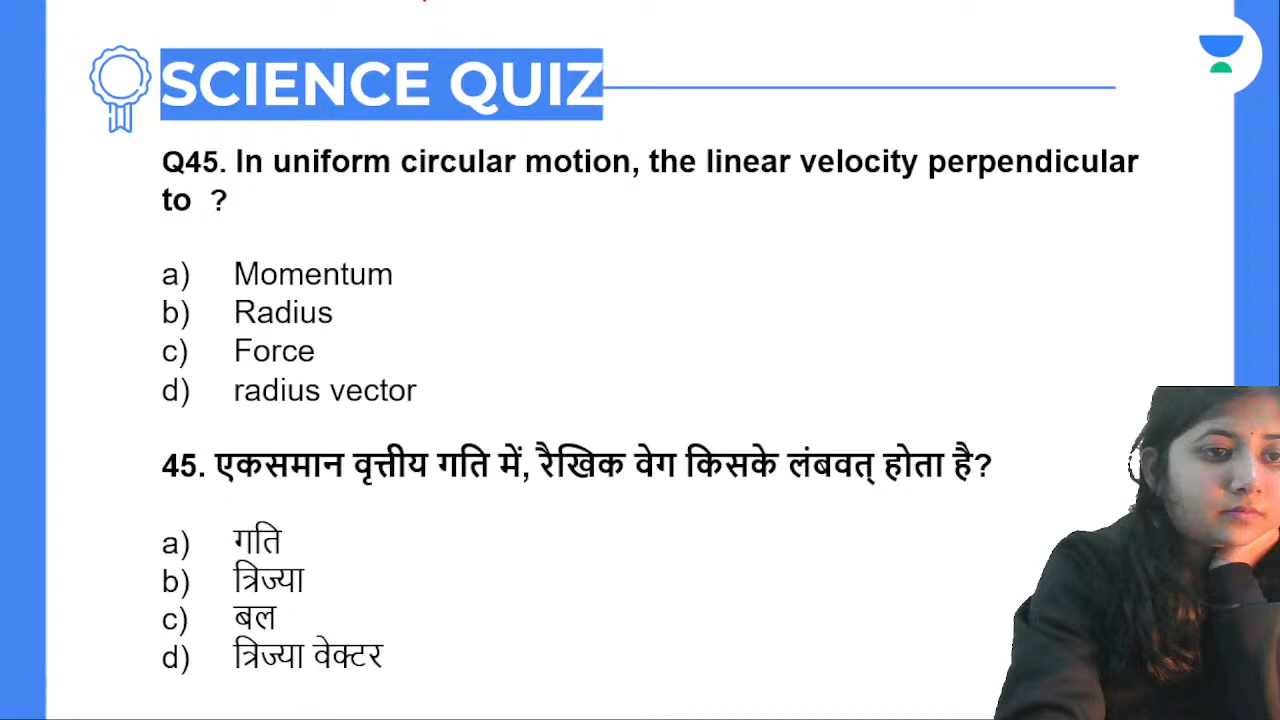 SCIENCE QUIZ
Q45. In uniform circular motion, the linear velocity perpendicular
to ?
a) Momentum
b) Radius
c) Force
d) radius vector
45. एकसमान वृत्तीय गति में, रैखिक वेग किसके लंबवत् होता है?
a) गति
b) त्रिज्या
c) बल
d) त्रिज्या वेक्टर